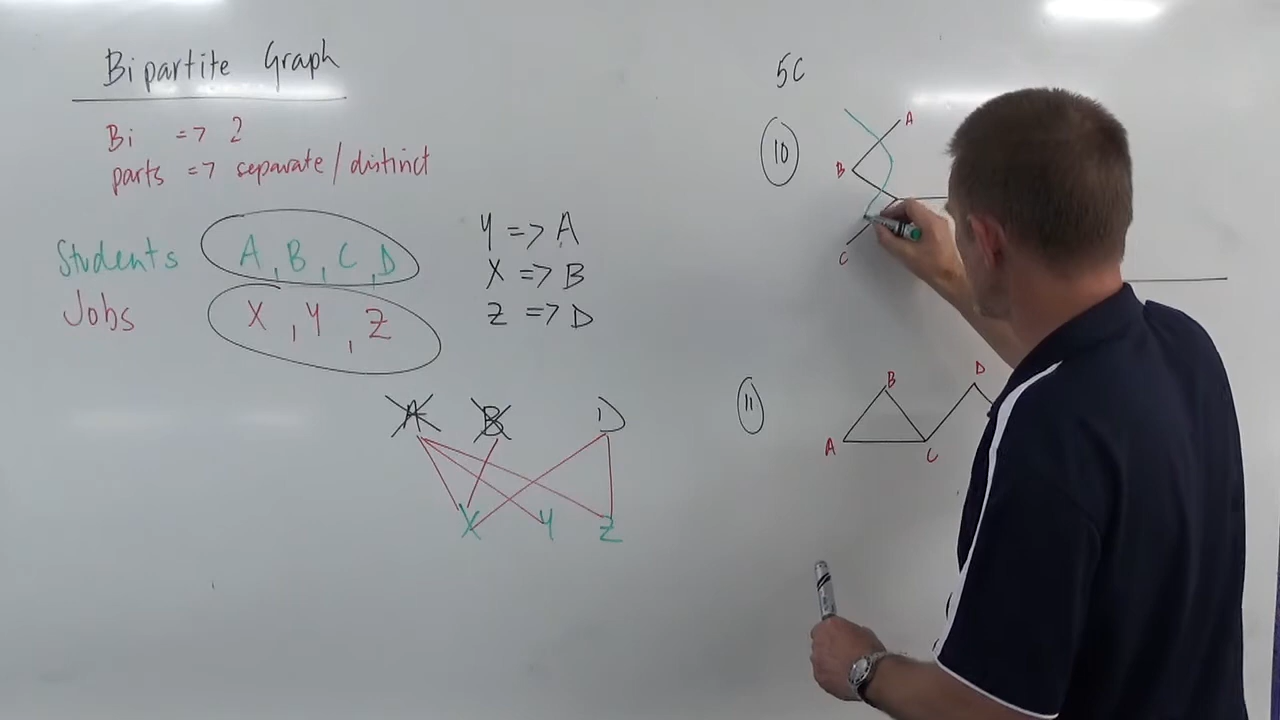 Bipartite Graph
Bi => 2
parts => separate/distinct
Students A, B, C, D
Jobs X, Y, Z
Y => A
X => B
Z => D
A B D
X Y Z
5C
10
A
B
C
11
B D
A C